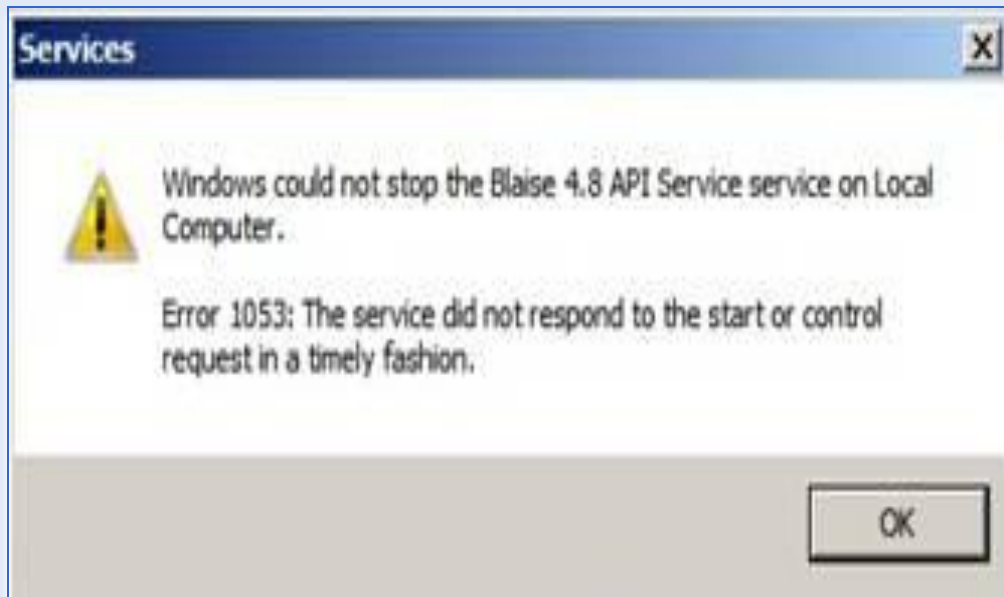 Services
Windows could not stop the Blaise 4.8 API Service service on Local
Computer.
Error 1053: The service did not respond to the start or control
request in a timely fashion.
OK